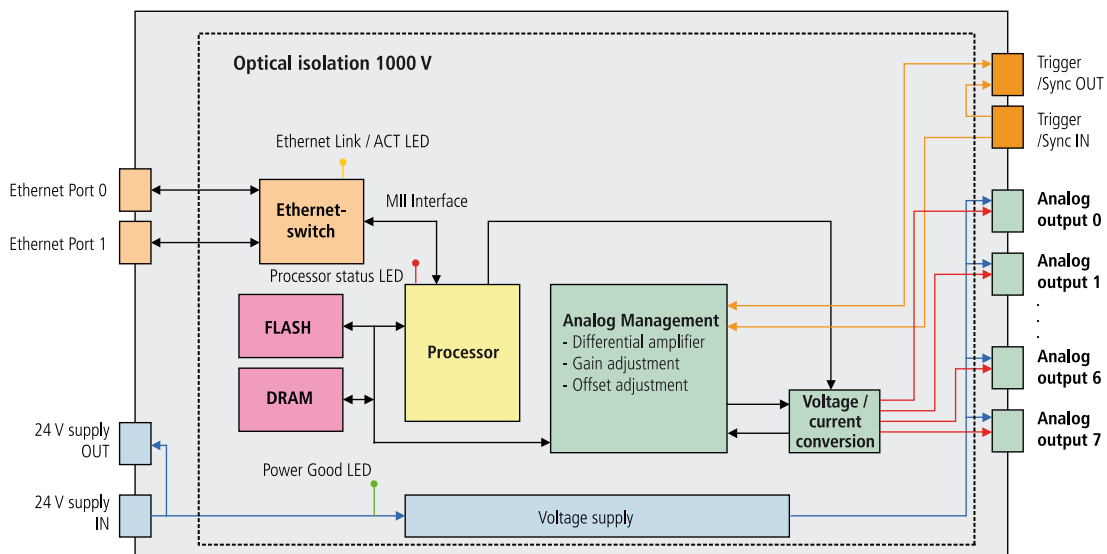 Optical isolation 1000 V
Trigger
/Sync OUT
Trigger
/Sync IN
Ethernet Link / ACT LED
Ethernet Port 0
Ethernet Port 1
Ethernet-
switch
MII Interface
Processor status LED
Analog
output 0
Analog
output 1
.
.
.
Analog
output 6
Analog
output 7
FLASH
DRAM
Processor
Analog Management
- Differential amplifier
- Gain adjustment
- Offset adjustment
Voltage /
current
conversion
24 V supply
OUT
24 V supply
IN
Power Good LED
Voltage supply